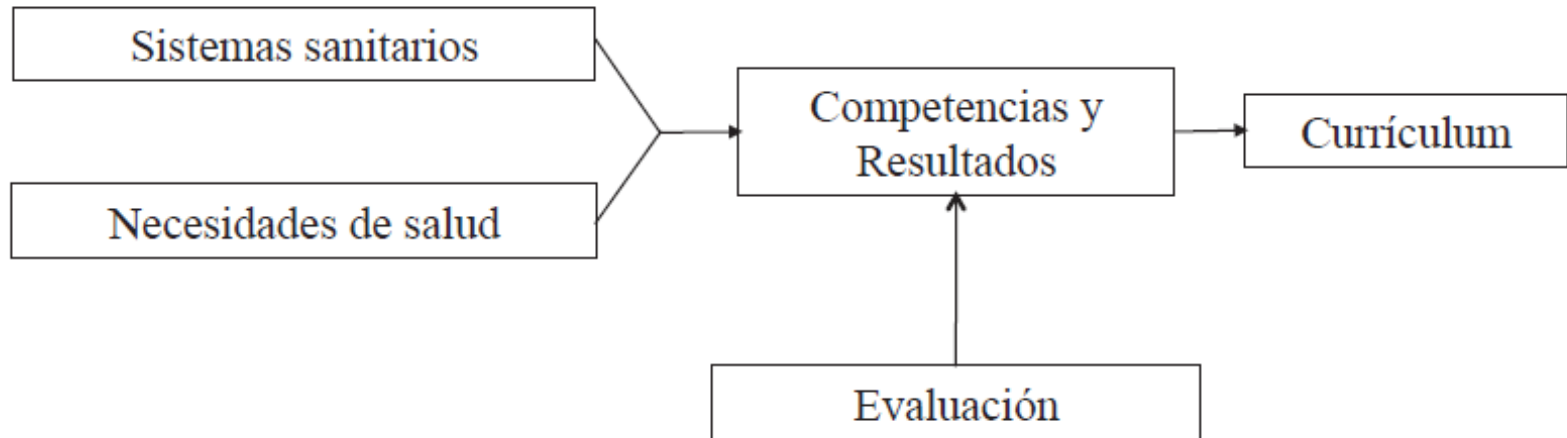 Sistemas sanitarios
Necesidades de salud
Competencias y
Resultados
Currículum
Evaluación